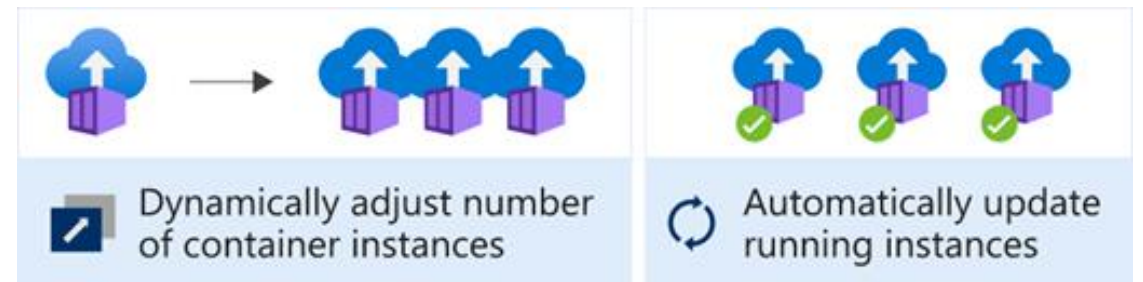 Dynamically adjust number
of container instances
Automatically update
running instances